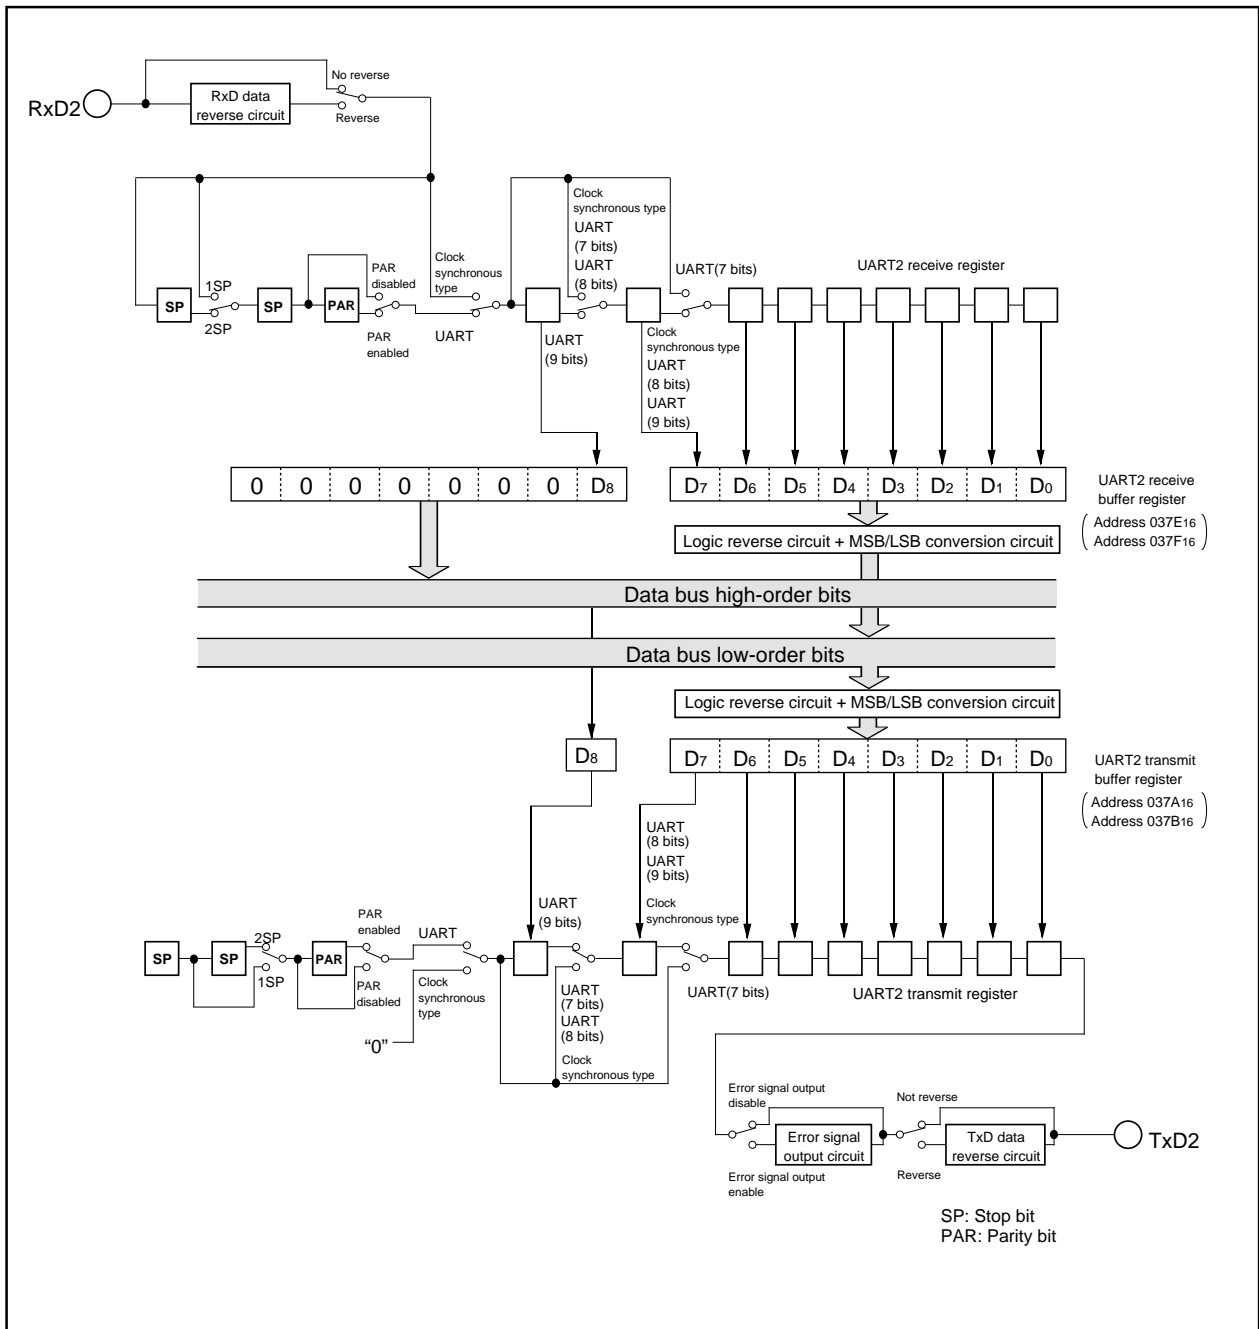 No reverse
RxD2
RxD data
reverse circuit
Reverse
Clock
synchronous type
UART
(7 bits)
UART
(8 bits)
PAR
disabled
Clock
synchronous
type
UART(7 bits)
UART2 receive register
1SP
SP
SP
PAR
2SP
PAR
enabled
UART
UART
(9 bits)
Clock
synchronous type
UART
(8 bits)
UART
(9 bits)
0 0 0 0 0 0 0 D8
D7 D6 D5 D4 D3 D2 D1 D0
UART2 receive
buffer register
Address 037E16
Address 037F16
Logic reverse circuit + MSB/LSB conversion circuit
Data bus high-order bits
Data bus low-order bits
Logic reverse circuit + MSB/LSB conversion circuit
D8
D7 D6 D5 D4 D3 D2 D1 D0
UART2 transmit
buffer register
Address 037A16
Address 037B16
UART
(8 bits)
UART
(9 bits)
Clock
synchronous type
UART
(9 bits)
PAR
enabled
UART
2SP
SP
SP
PAR
1SP
PAR
disabled
Clock
synchronous
type
“0”
UART
(7 bits)
UART
(8 bits)
Clock
synchronous type
UART(7 bits)
UART2 transmit register
Error signal output
disable
Not reverse
Error signal
output circuit
TxD data
reverse circuit
TxD2
Error signal output
enable
Reverse
SP: Stop bit
PAR: Parity bit